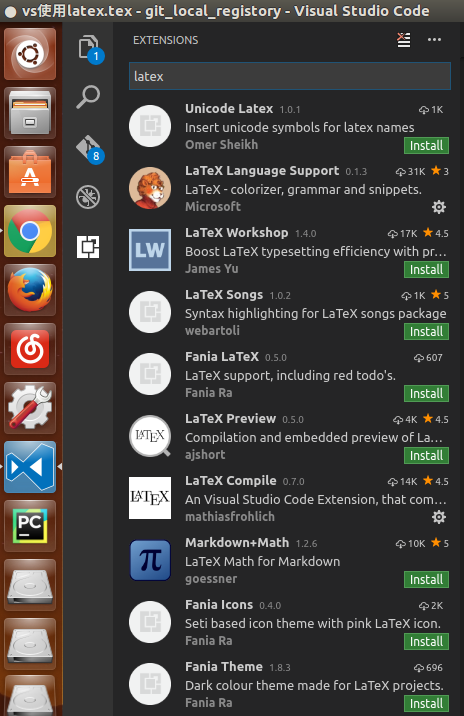 vs使用latex.tex - git_local_registory - Visual Studio Code
EXTENSIONS
latex
1
8
Unicode Latex 1.0.1 1K
Insert unicode symbols for latex names
Omer Sheikh Install
LaTeX Language Support 0.1.3 31K 3
LaTeX - colorizer, grammar and snippets.
Microsoft
LaTeX Workshop 1.4.0 17K 4.5
Boost LaTeX typesetting efficiency with pr...
James Yu Install
LW
LaTeX Songs 1.0.2 1K 5
Syntax highlighting for LaTeX songs package
webartoli Install
Fania LaTeX 0.5.0 607
LaTeX support, including red todo's.
Fania Ra Install
LaTeX Preview 0.5.0 4K 4.5
Compilation and embedded preview of La...
ajshort Install
LATEX
LaTeX Compile 0.7.0 14K 4.5
An Visual Studio Code Extension, that com...
mathiasfrohlich
LATEX
Markdown+Math 1.2.6 10K 5
LaTeX Math for Markdown
goessner Install
π
PC
Fania Icons 0.4.0 2K
Seti based icon theme with pink LaTeX icon.
Fania Ra Install
Fania Theme 1.8.3 696
Dark colour theme made for LaTeX projects.
Fania Ra Install